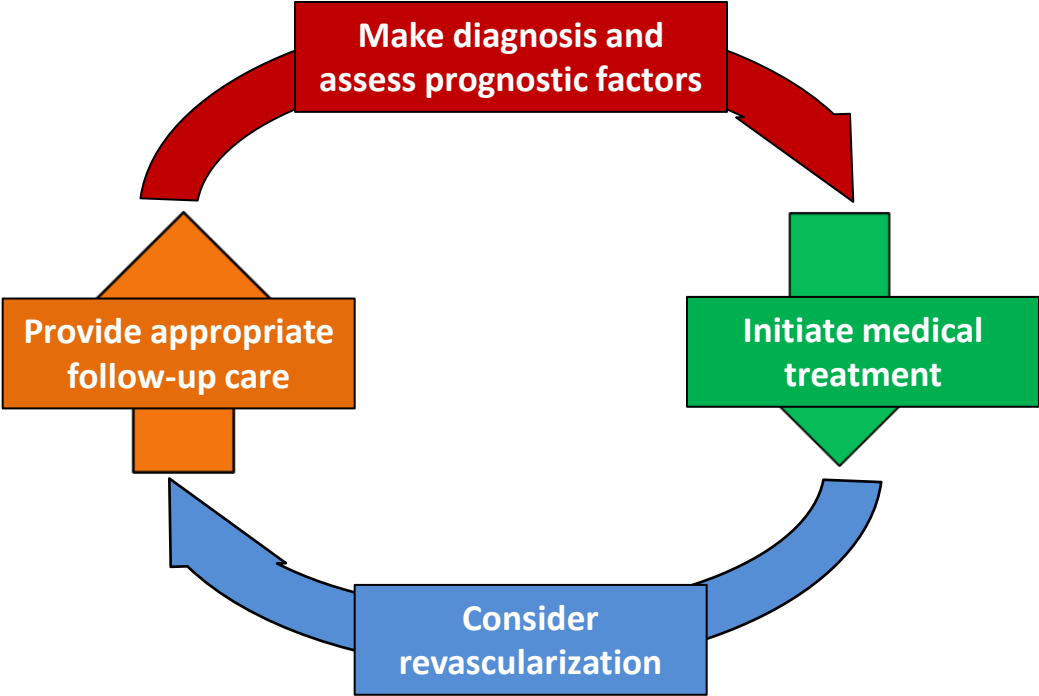 Make diagnosis and
assess prognostic factors
Initiate medical
treatment
Consider
revascularization
Provide appropriate
follow-up care